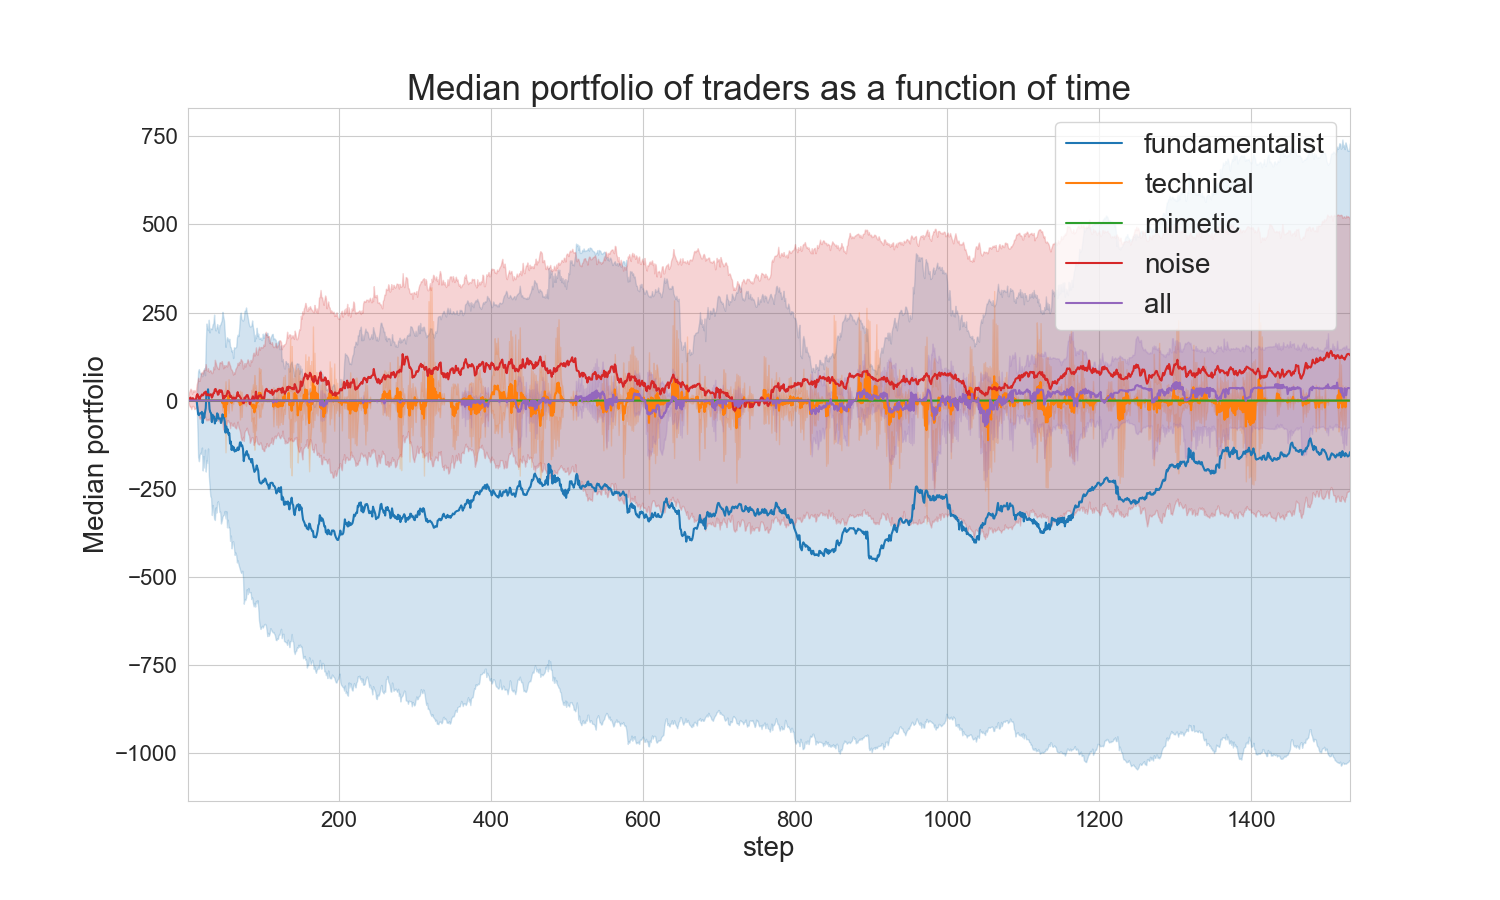 Median portfolio of traders as a function of time
Median portfolio
750
500
250
0
−250
−500
−750
−1000
fundamentalist
technical
mimetic
noise
all
200
400
600
800
1000
1200
1400
step